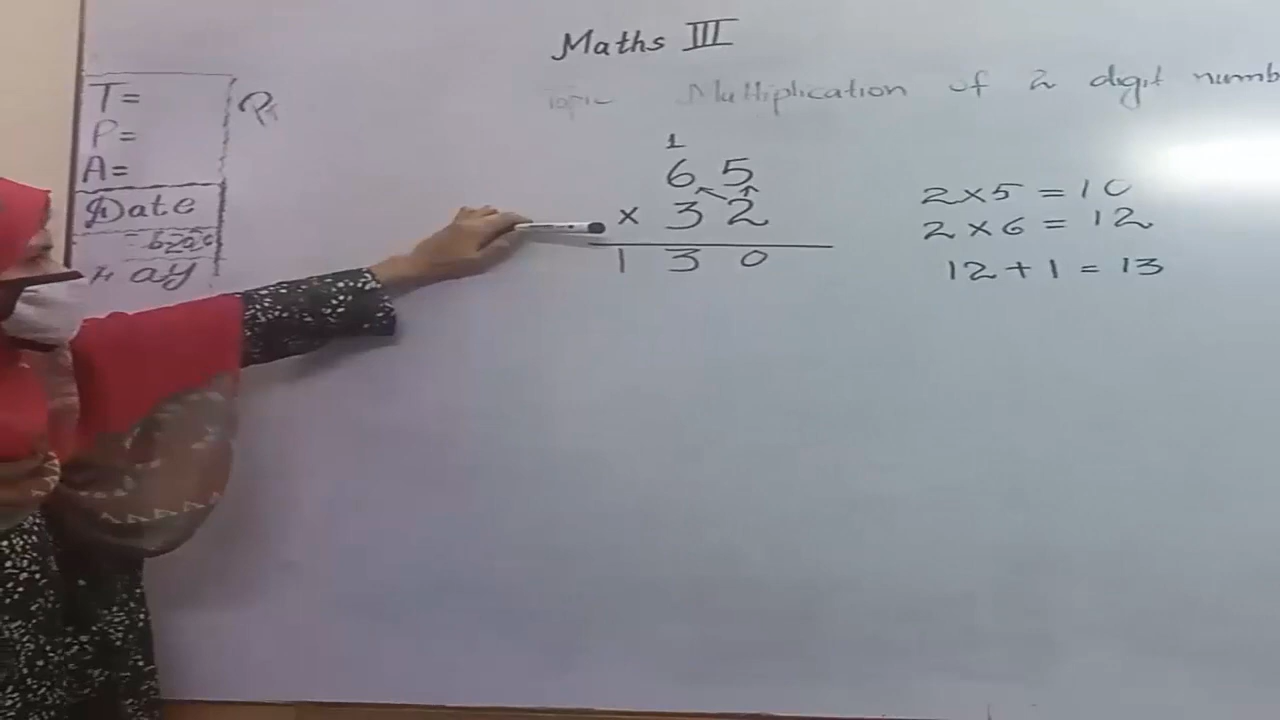 Maths III
Topic Multiplication of 2 digit numb
T=
P=
A=
Date
Day
1
6 5
× 3 2
1 3 0
2×5 = 10
2×6 = 12
12+1 = 13